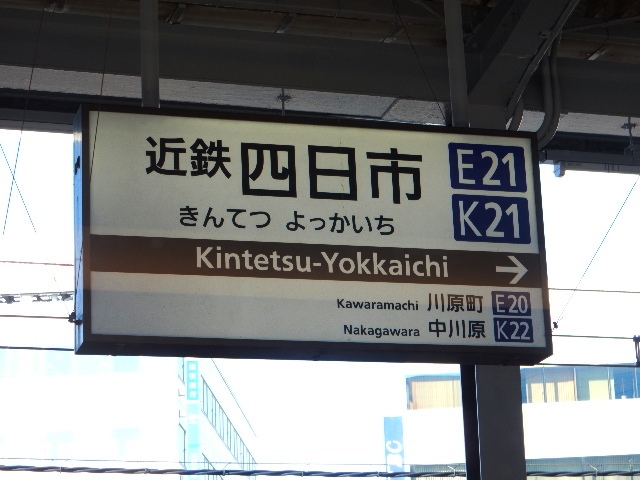 近鉄四日市 E21
きんてつ よっかいち K21
Kintetsu-Yokkaichi →
Kawaramachi 川原町 E20
Nakagawara 中川原 K22